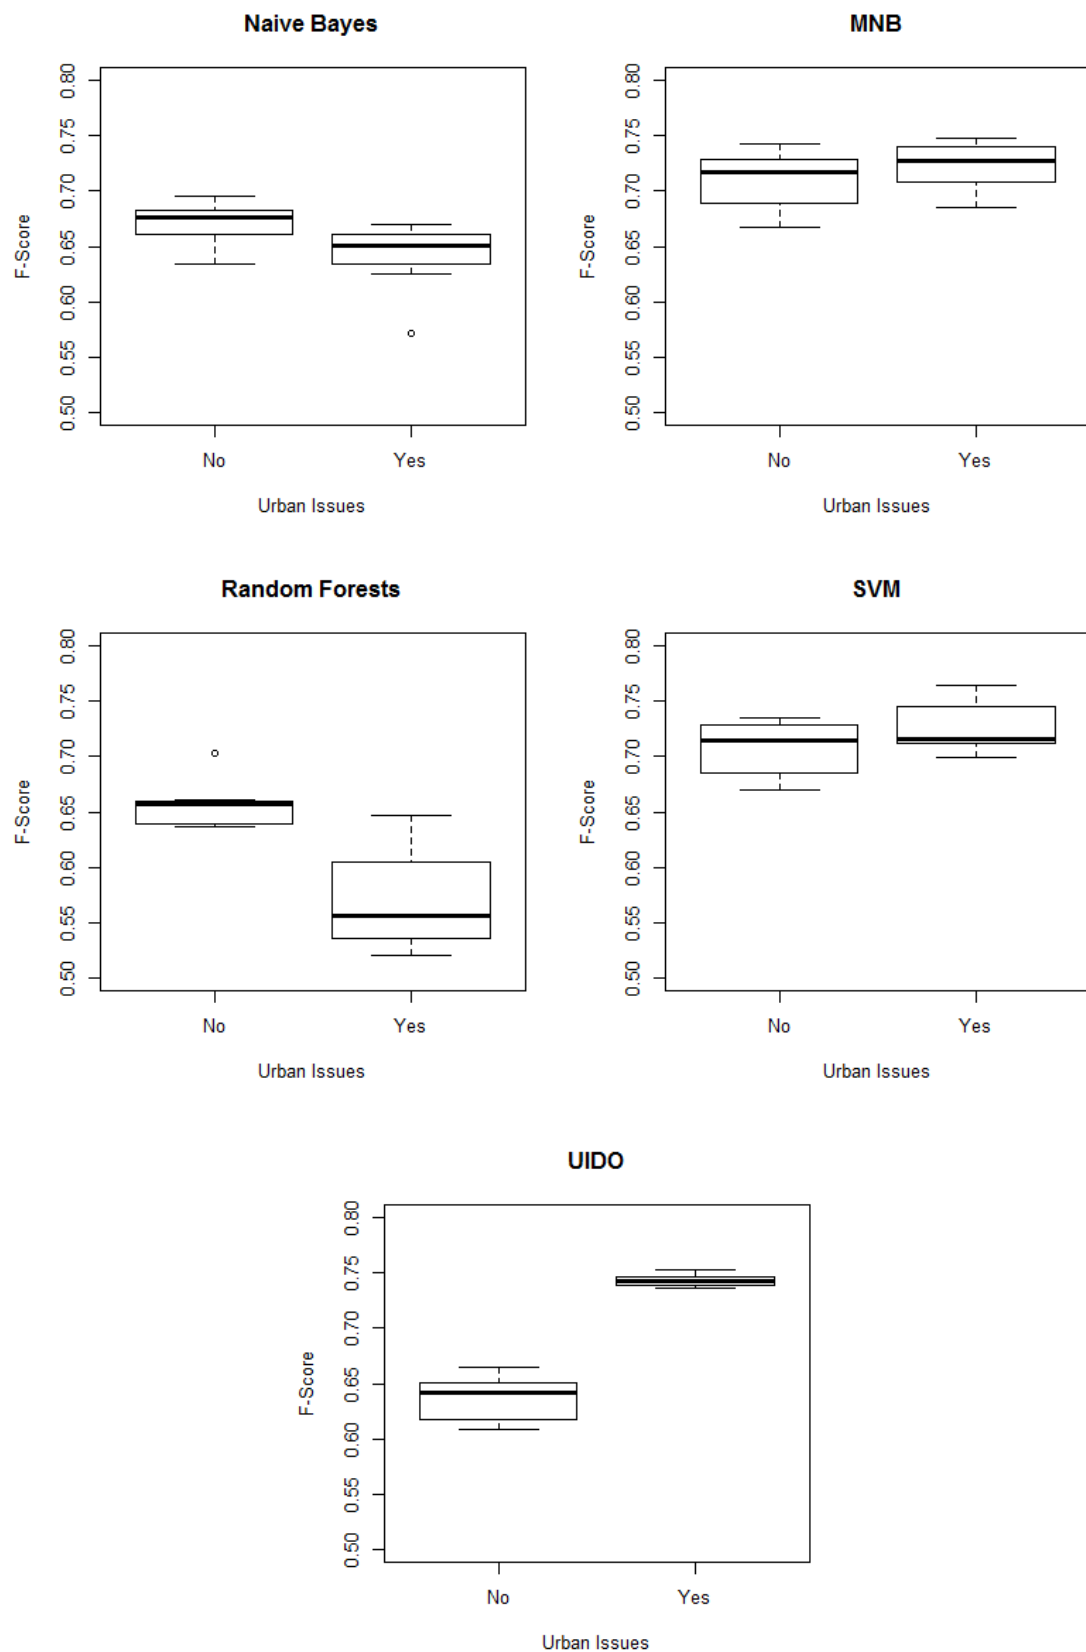 Naive Bayes
F-Score
0.80
0.75
0.70
0.65
0.60
0.55
0.50
No Yes
Urban Issues
MNB
F-Score
0.80
0.75
0.70
0.65
0.60
0.55
0.50
No Yes
Urban Issues
Random Forests
F-Score
0.80
0.75
0.70
0.65
0.60
0.55
0.50
No Yes
Urban Issues
SVM
F-Score
0.80
0.75
0.70
0.65
0.60
0.55
0.50
No Yes
Urban Issues
UIDO
F-Score
0.80
0.75
0.70
0.65
0.60
0.55
0.50
No Yes
Urban Issues